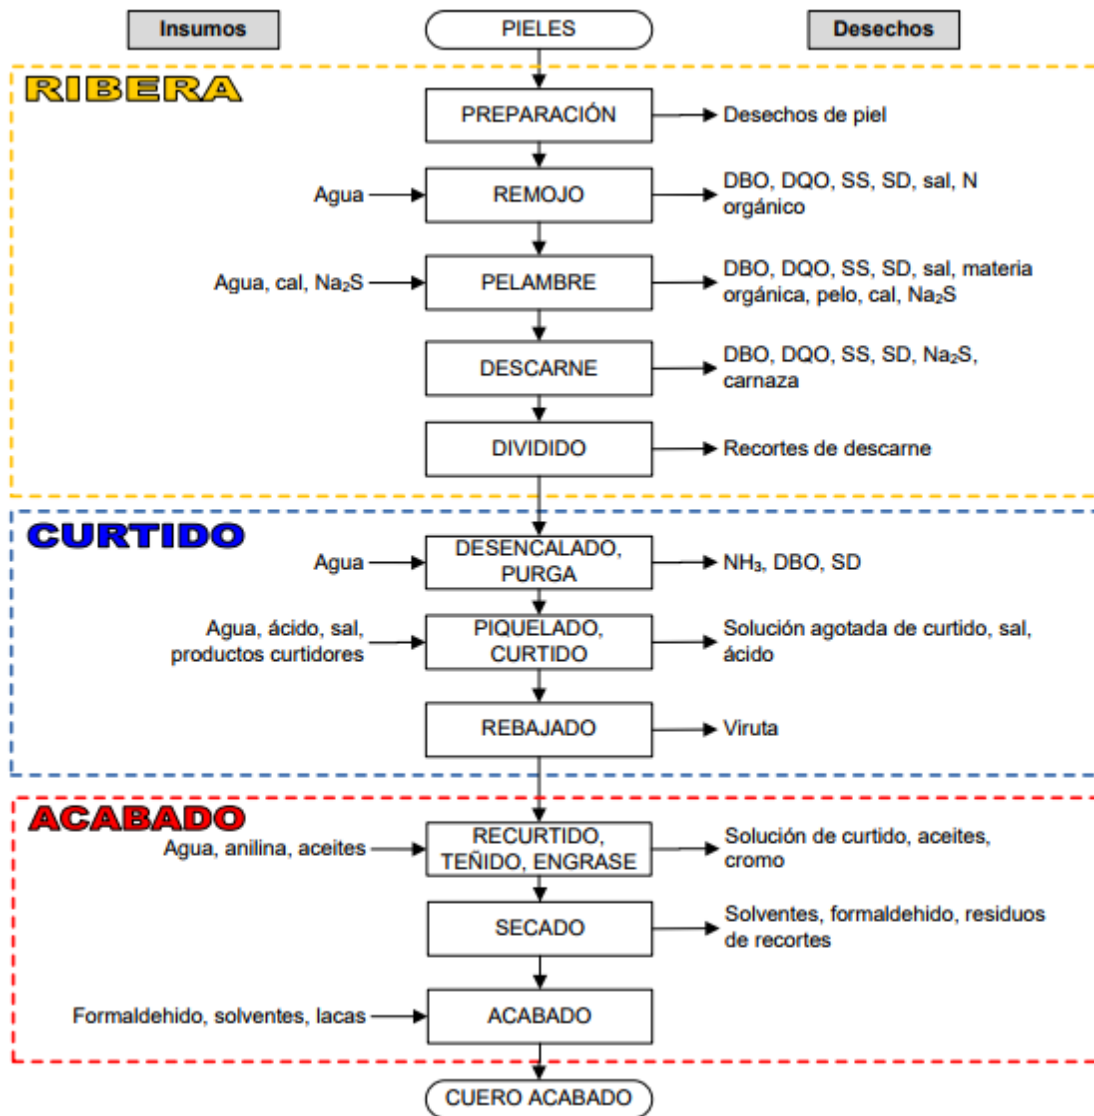 Insumos
PIELES
Desechos
RIBERA
PREPARACIÓN
Desechos de piel
Agua
REMOJO
DBO, DQO, SS, SD, sal, N
orgánico
Agua, cal, Na₂S
PELAMBRE
DBO, DQO, SS, SD, sal, materia
orgánica, pelo, cal, Na₂S
DESCARNE
DBO, DQO, SS, SD, Na₂S,
carnaza
DIVIDIDO
Recortes de descarne
CURTIDO
Agua
DESENCALADO,
PURGA
NH₃, DBO, SD
Agua, ácido, sal,
productos curtidores
PIQUELADO,
CURTIDO
Solución agotada de curtido, sal,
ácido
REBAJADO
Viruta
ACABADO
Agua, anilina, aceites
RECURTIDO,
TEÑIDO, ENGRASE
Solución de curtido, aceites,
cromo
SECADO
Solventes, formaldehido, residuos
de recortes
Formaldehido, solventes, lacas
ACABADO
CUERO ACABADO